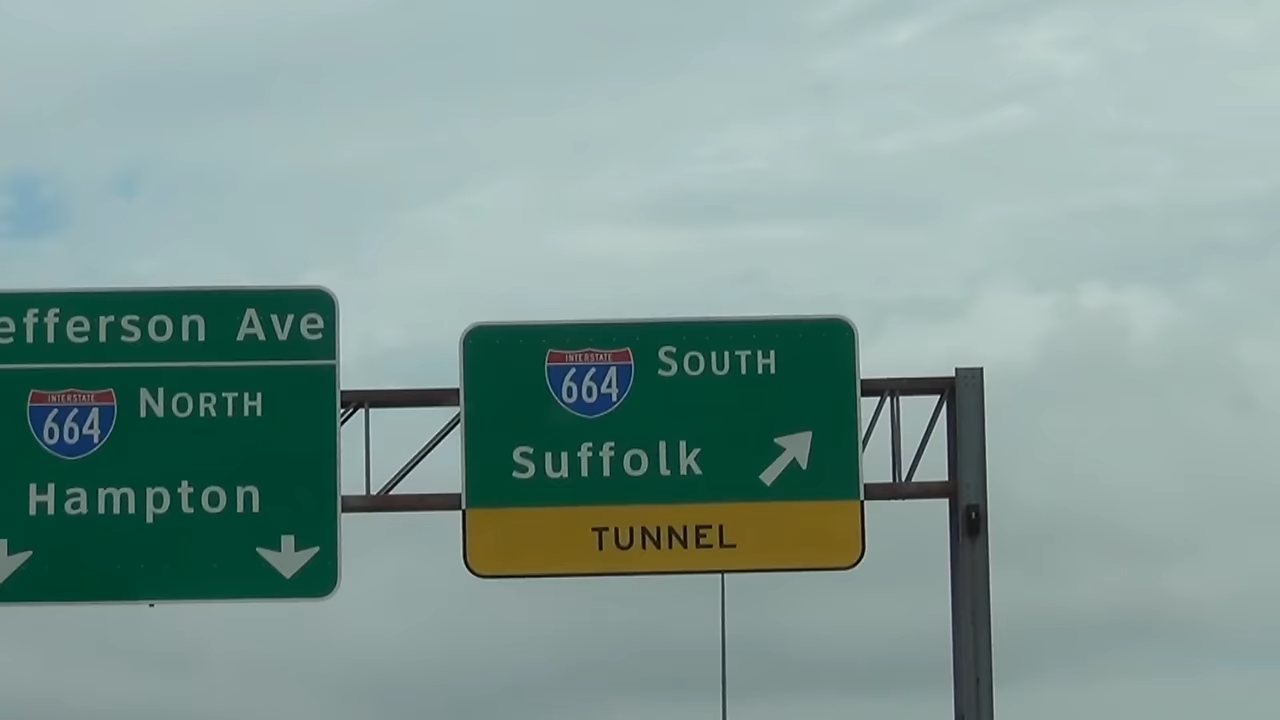 efferson Ave
INTERSTATE
664
NORTH
Hampton
INTERSTATE
664
SOUTH
Suffolk
TUNNEL